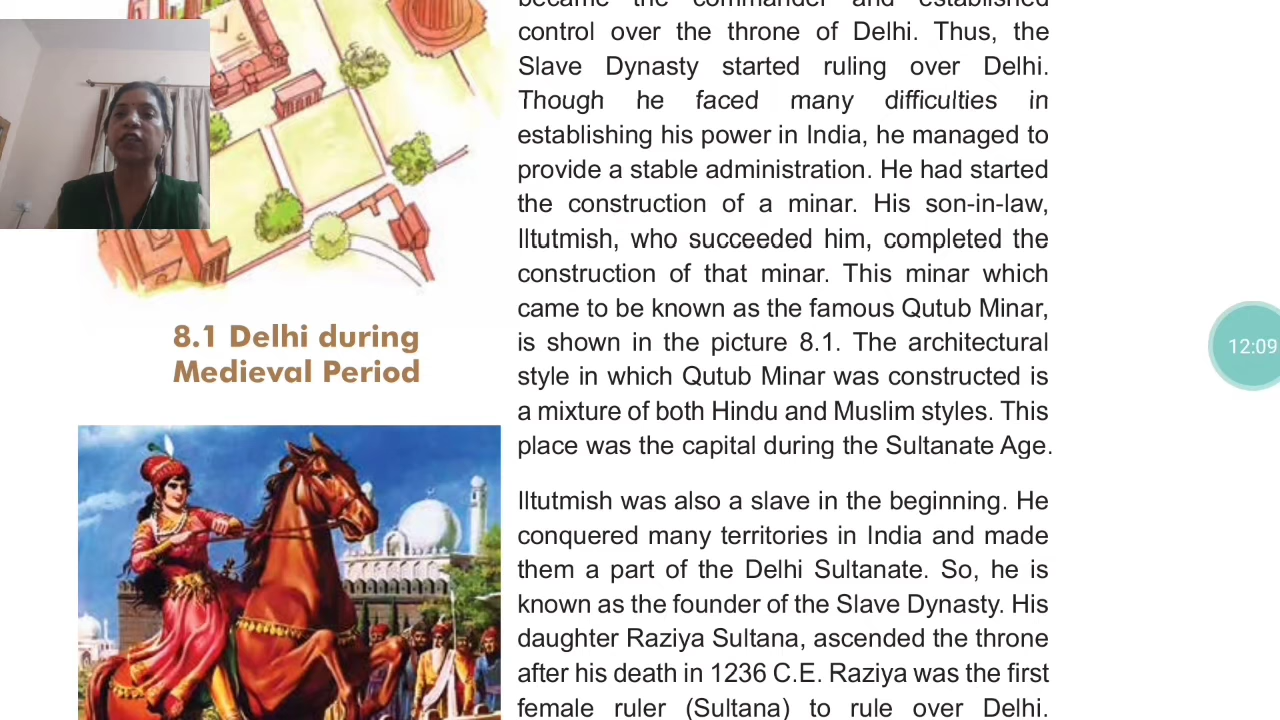 became the commander and established
control over the throne of Delhi. Thus, the
Slave Dynasty started ruling over Delhi.
Though he faced many difficulties in
establishing his power in India, he managed to
provide a stable administration. He had started
the construction of a minar. His son-in-law,
Iltutmish, who succeeded him, completed the
construction of that minar. This minar which
came to be known as the famous Qutub Minar,
is shown in the picture 8.1. The architectural
style in which Qutub Minar was constructed is
a mixture of both Hindu and Muslim styles. This
place was the capital during the Sultanate Age.
Iltutmish was also a slave in the beginning. He
conquered many territories in India and made
them a part of the Delhi Sultanate. So, he is
known as the founder of the Slave Dynasty. His
daughter Raziya Sultana, ascended the throne
after his death in 1236 C.E. Raziya was the first
female ruler (Sultana) to rule over Delhi.
8.1 Delhi during
Medieval Period
12:09